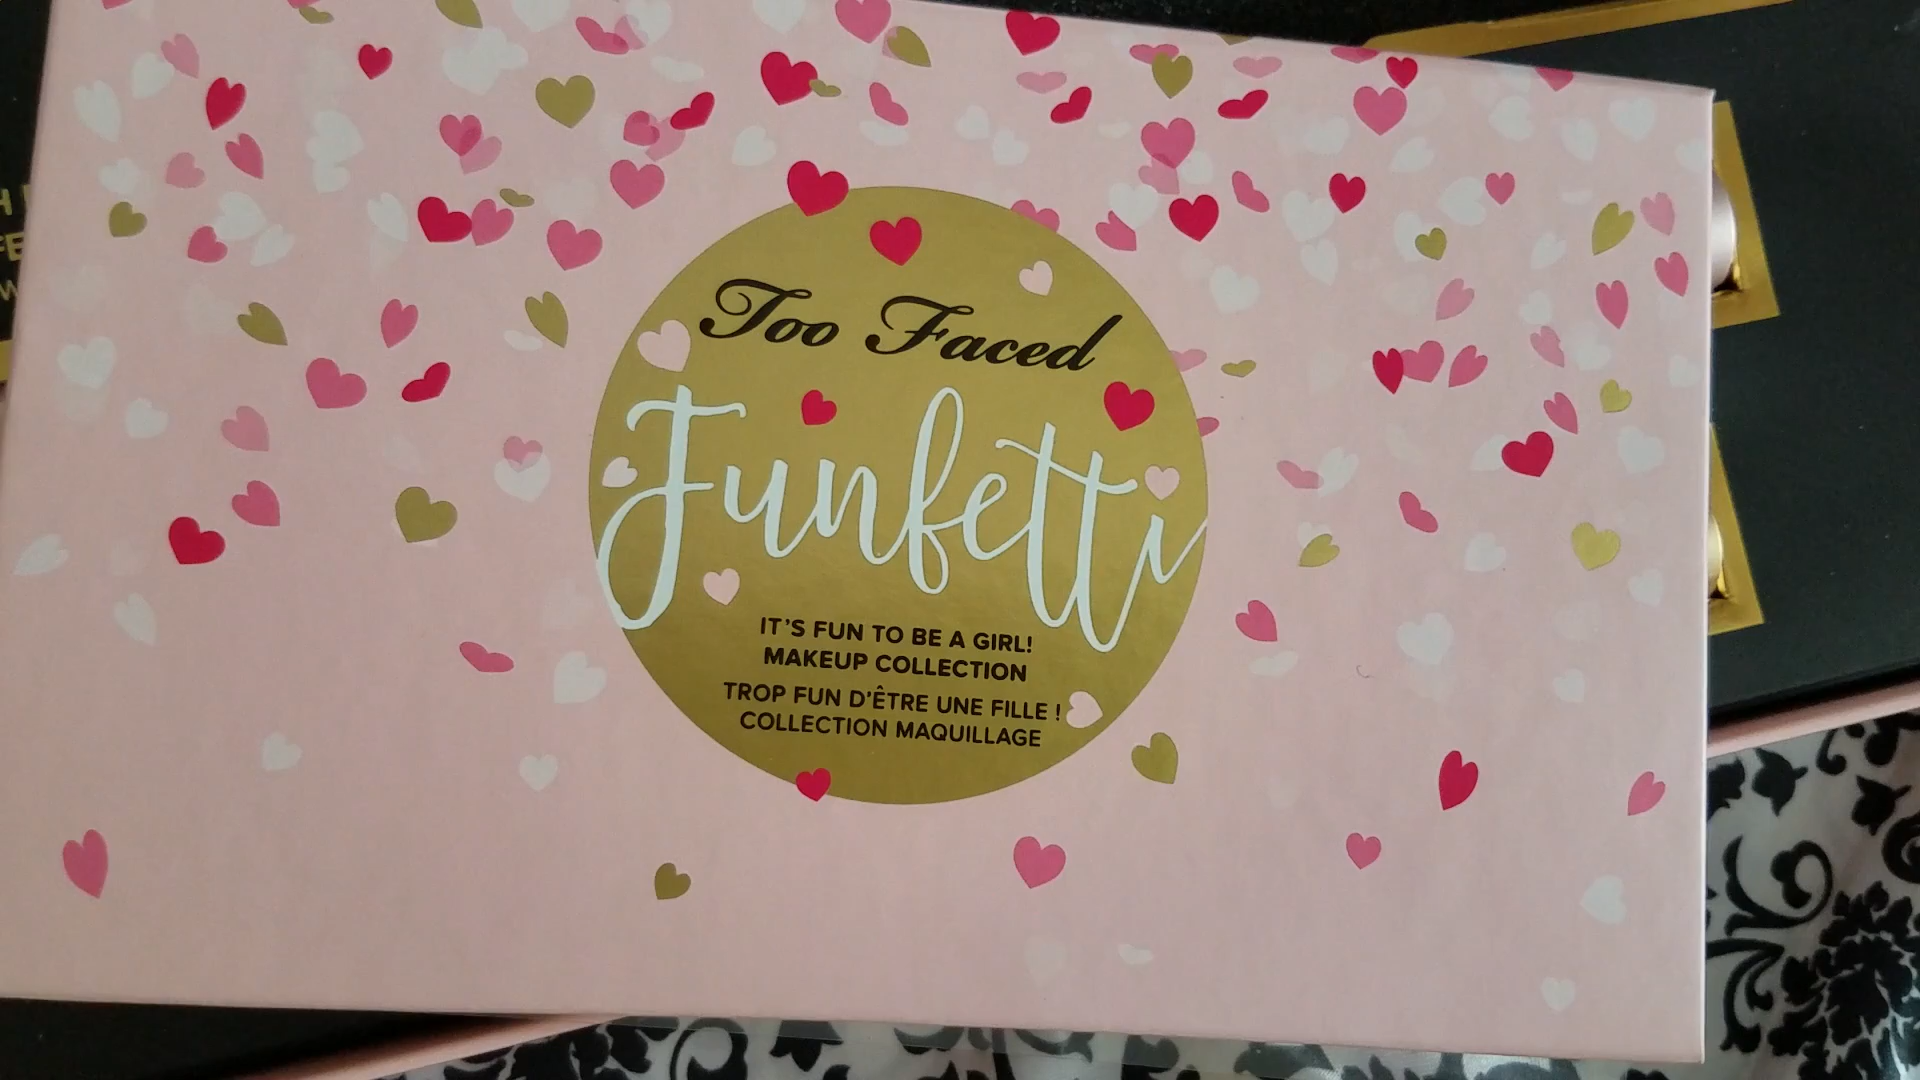 Too Faced
Funfetti
IT'S FUN TO BE A GIRL!
MAKEUP COLLECTION
TROP FUN D'ÊTRE UNE FILLE !
COLLECTION MAQUILLAGE